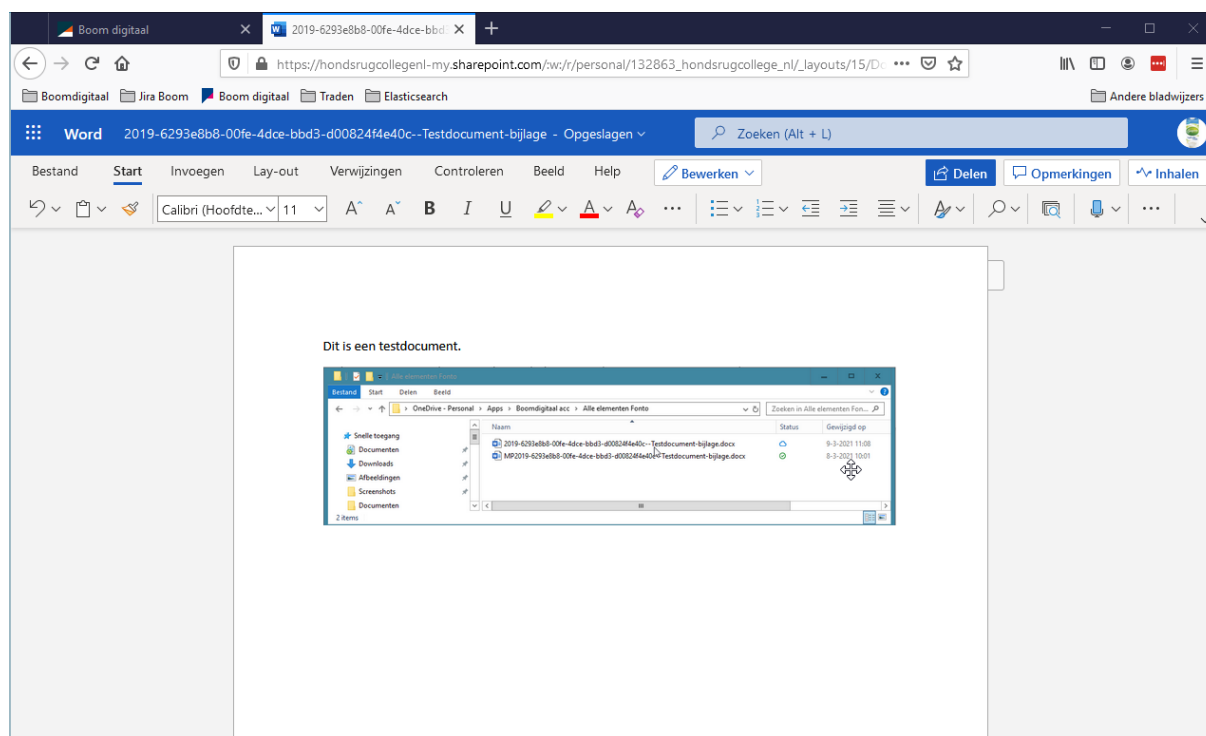 Boom digitaal
2019-6293e8b8-00fe-4dce-bbd
https://hondsrugcollegenl-my.sharepoint.com/:w:/r/personal/132863_hondsrugcollege_nl/_layouts/15/Do
Boomdigitaal Jira Boom Boom digitaal Traden Elasticsearch Andere bladwijzers
Word 2019-6293e8b8-00fe-4dce-bbd3-d00824f4e40c--Testdocument-bijlage - Opgeslagen Zoeken (Alt + L)
Bestand Start Invoegen Lay-out Verwijzingen Controleren Beeld Help Bewerken Delen Opmerkingen Inhalen
Calibri (Hoofdte... 11 A A B I U A A
Dit is een testdocument.
Alle elementen Fonto
Bestand Start Delen Beeld
OneDrive - Personal > Apps > Boomdigitaal acc > Alle elementen Fonto Zoeken in Alle elementen Fon...
Naam Status Gewijzigd op
Snelle toegang
2019-6293e8b8-00fe-4dce-bbd3-d00824f4e40c--Testdocument-bijlage.docx 9-3-2021 11:08
Documenten
MP2019-6293e8b8-00fe-4dce-bbd3-d00824f4e40c--Testdocument-bijlage.docx 8-3-2021 10:01
Downloads
Afbeeldingen
Screenshots
Documenten
2 items